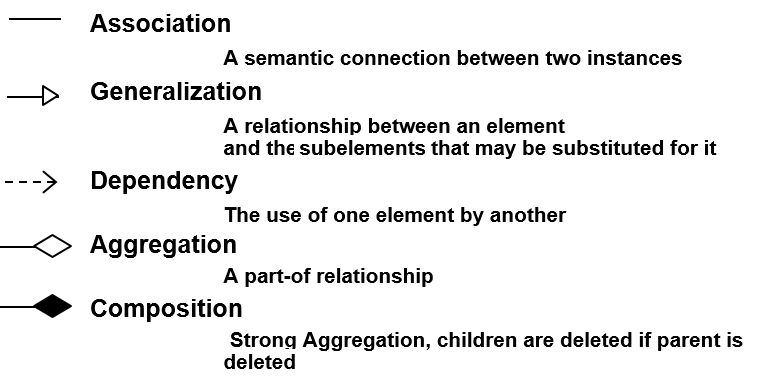 Association
A semantic connection between two instances
Generalization
A relationship between an element
and the subelements that may be substituted for it
Dependency
The use of one element by another
Aggregation
A part-of relationship
Composition
Strong Aggregation, children are deleted if parent is
deleted